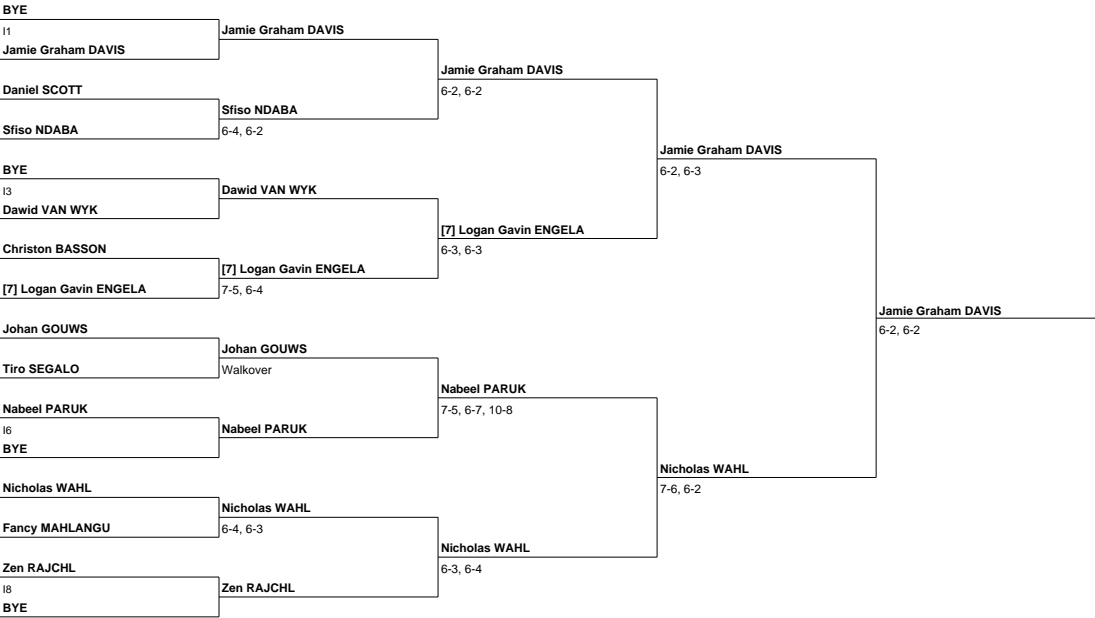 BYE
I1
Jamie Graham DAVIS
Daniel SCOTT
Sfiso NDABA
BYE
I3
Dawid VAN WYK
Christon BASSON
[7] Logan Gavin ENGELA
Johan GOUWS
Tiro SEGALO
Nabeel PARUK
I6
BYE
Nicholas WAHL
Fancy MAHLANGU
Zen RAJCHL
I8
BYE
Jamie Graham DAVIS
Sfiso NDABA
6-4, 6-2
Dawid VAN WYK
[7] Logan Gavin ENGELA
7-5, 6-4
Johan GOUWS
Walkover
Nabeel PARUK
Nicholas WAHL
6-4, 6-3
Zen RAJCHL
Jamie Graham DAVIS
6-2, 6-2
[7] Logan Gavin ENGELA
6-3, 6-3
Nabeel PARUK
7-5, 6-7, 10-8
Nicholas WAHL
6-3, 6-4
Jamie Graham DAVIS
6-2, 6-3
Nicholas WAHL
7-6, 6-2
Jamie Graham DAVIS
6-2, 6-2